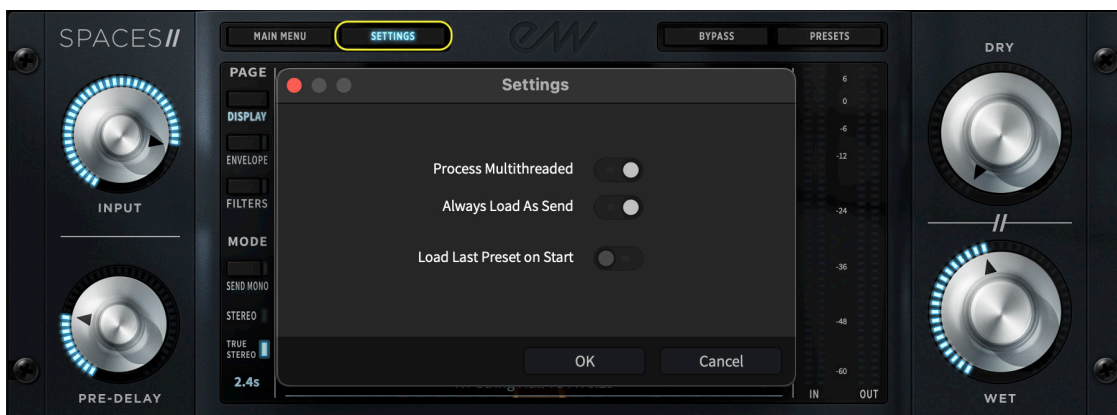 SPACES II
MAIN MENU
SETTINGS
EW
BYPASS
PRESETS
DRY
PAGE
DISPLAY
ENVELOPE
FILTERS
MODE
SEND MONO
STEREO
TRUE
STEREO
2.4s
INPUT
PRE-DELAY
Settings
Process Multithreaded
Always Load As Send
Load Last Preset on Start
OK
Cancel
6
0
-6
-12
-24
-36
-48
-60
IN
OUT
WET